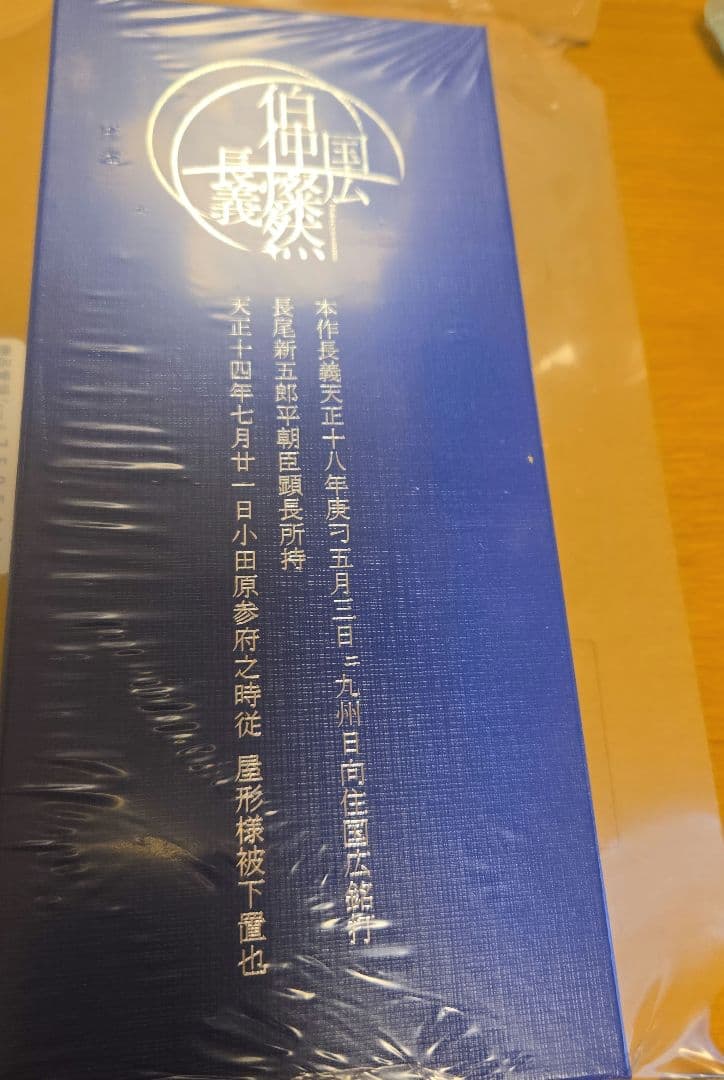 国広
伯仲燦然
長義
本作長義天正十八年庚刁五月三日ニ九州日向住国広銘打
長尾新五郎平朝臣顕長所持
天正十四年七月廿一日小田原参府之時従 屋形様被下置也